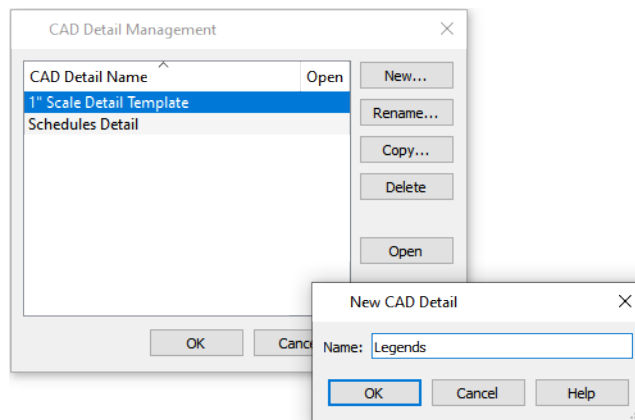 CAD Detail Management
CAD Detail Name Open
1" Scale Detail Template
Schedules Detail
New...
Rename...
Copy...
Delete
Open
OK
New CAD Detail
Name: Legends
OK Cancel Help